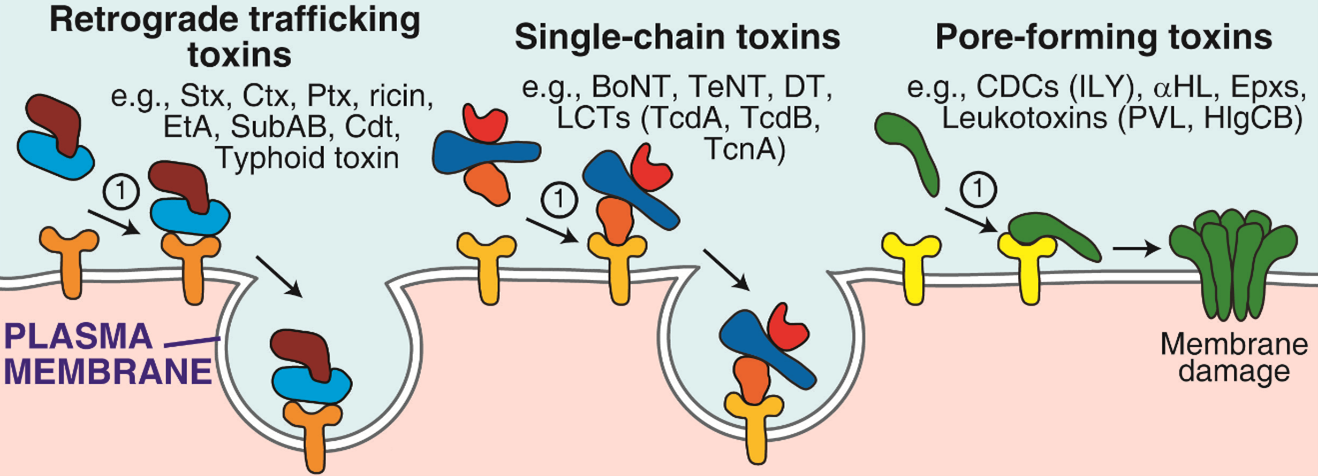 Retrograde trafficking
toxins
e.g., Stx, Ctx, Ptx, ricin,
EtA, SubAB, Cdt,
Typhoid toxin
1
PLASMA
MEMBRANE
Single-chain toxins
e.g., BoNT, TeNT, DT,
LCTs (TcdA, TcdB,
TcnA)
1
Pore-forming toxins
e.g., CDCs (ILY), αHL, Epxs,
Leukotoxins (PVL, HlgCB)
1
Membrane
damage